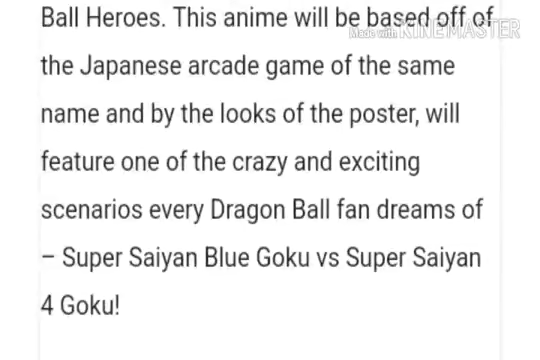 Ball Heroes. This anime will be based off of
Made with KINEMASTER
the Japanese arcade game of the same
name and by the looks of the poster, will
feature one of the crazy and exciting
scenarios every Dragon Ball fan dreams of
– Super Saiyan Blue Goku vs Super Saiyan
4 Goku!